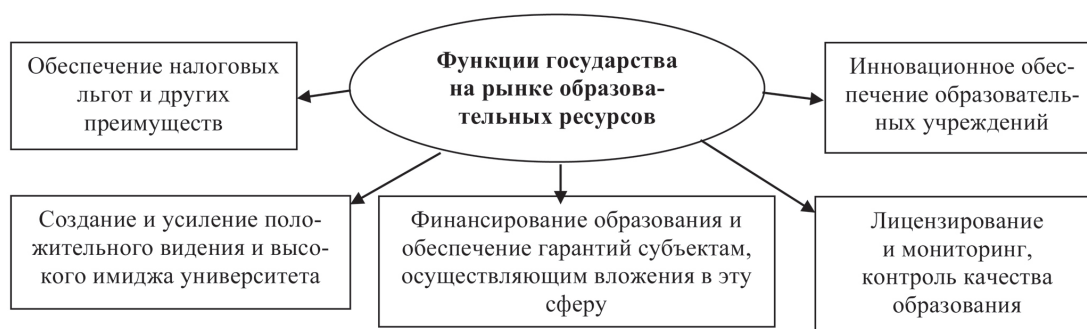 Функции государства
на рынке образова-
тельных ресурсов
Обеспечение налоговых
льгот и других
преимуществ
Инновационное обес-
печение образователь-
ных учреждений
Создание и усиление поло-
жительного видения и высо-
кого имиджа университета
Финансирование образования и
обеспечение гарантий субъектам,
осуществляющим вложения в эту
сферу
Лицензирование
и мониторинг,
контроль качества
образования